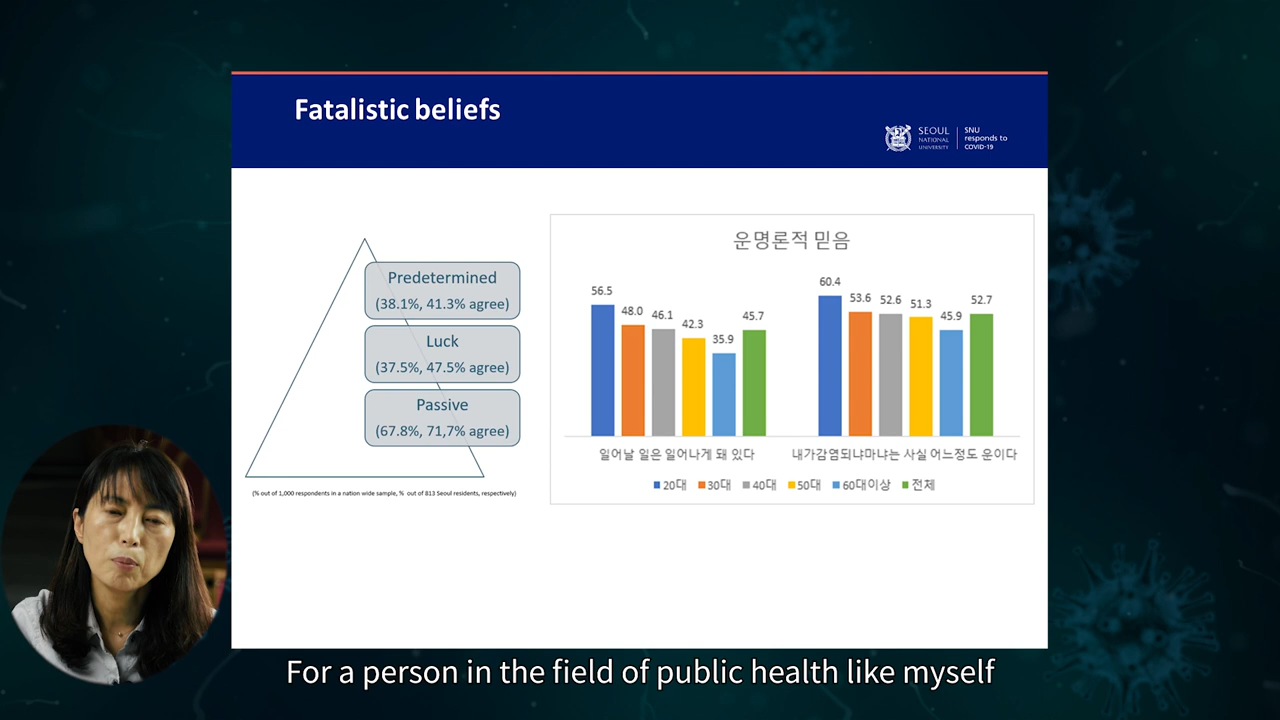 Fatalistic beliefs
SEOUL
NATIONAL
UNIVERSITY
SNU
responds to
COVID-19
Predetermined
(38.1%, 41.3% agree)
Luck
(37.5%, 47.5% agree)
Passive
(67.8%, 71,7% agree)
(% out of 1,000 respondents in a nation wide sample, % out of 813 Seoul residents, respectively)
운명론적 믿음
56.5
48.0
46.1
42.3
35.9
45.7
60.4
53.6
52.6
51.3
45.9
52.7
일어날 일은 일어나게 돼 있다
내가감염되냐마냐는 사실 어느정도 운이다
20대 30대 40대 50대 60대이상 전체
For a person in the field of public health like myself